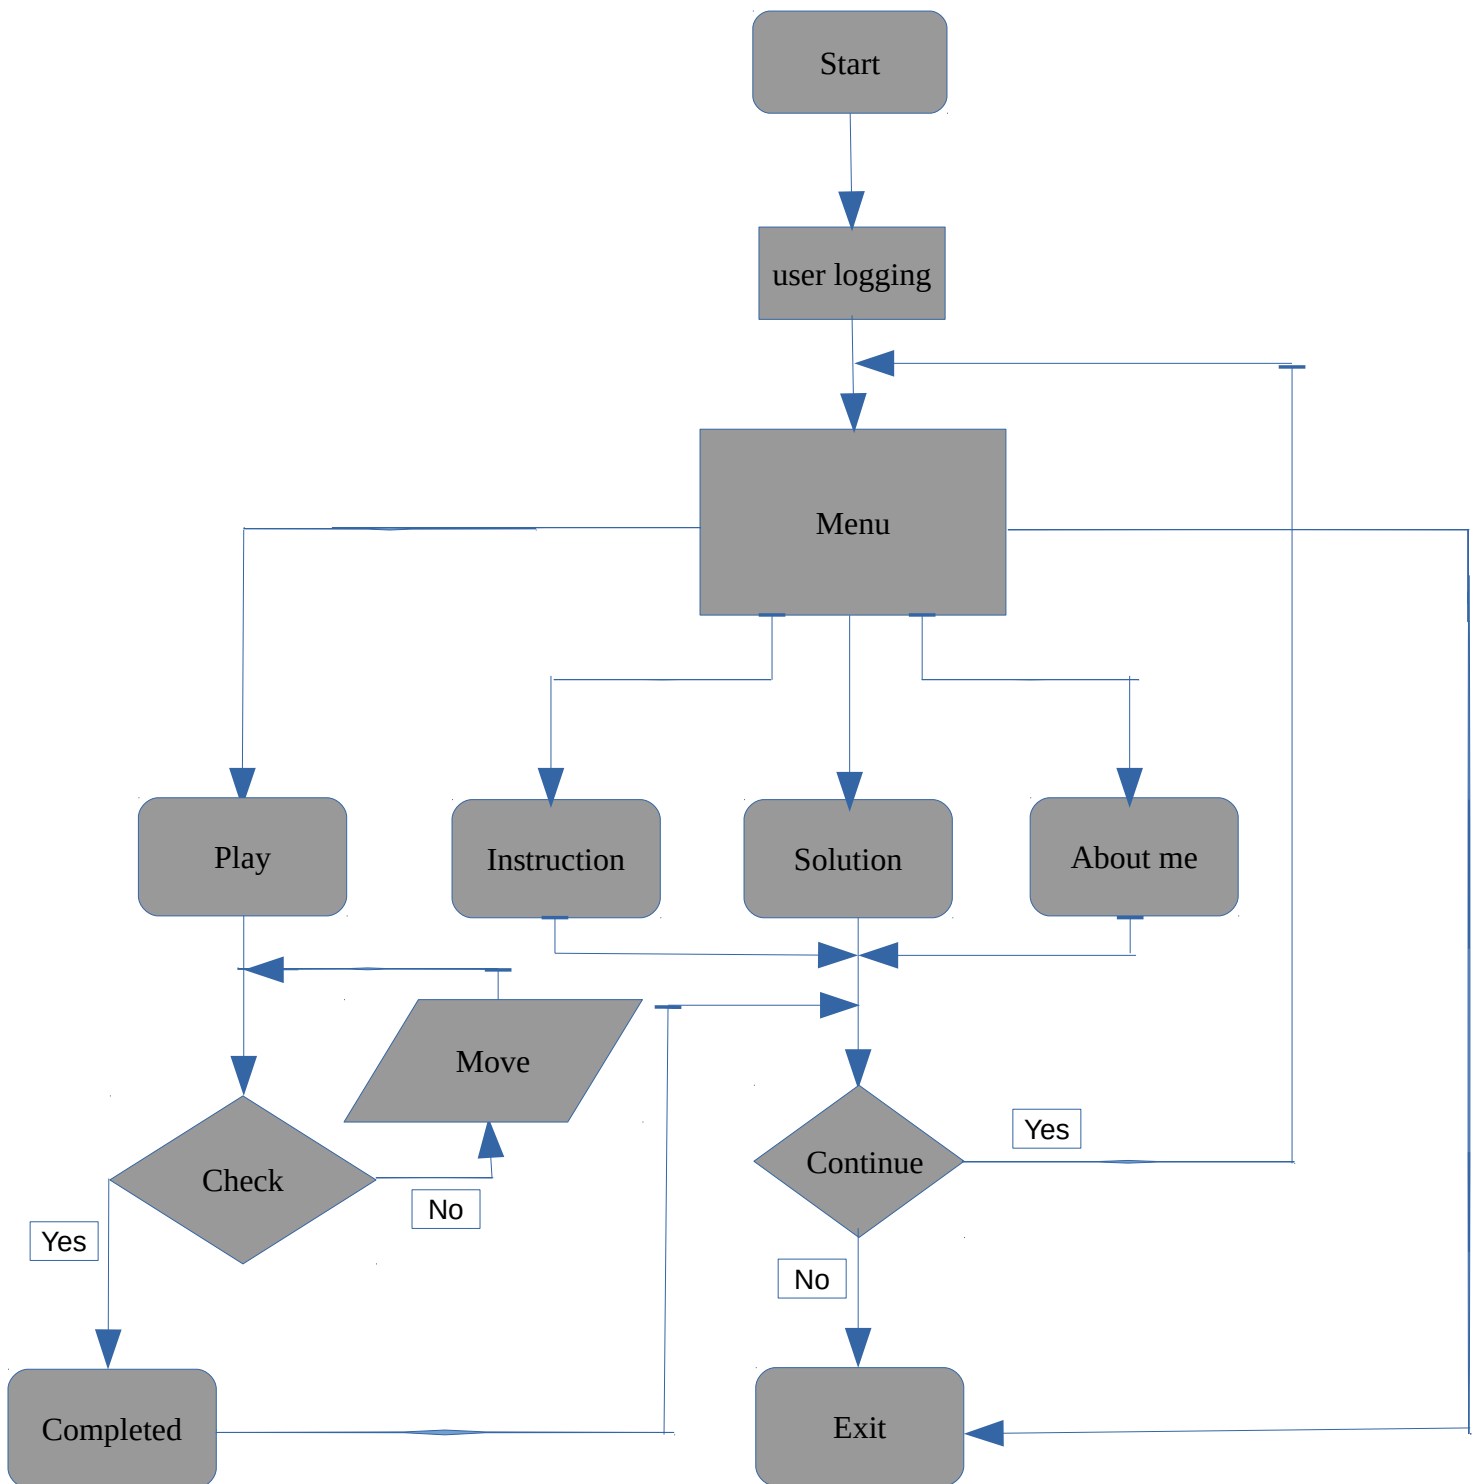 Start
user logging
Menu
Play
Instruction
Solution
About me
Move
Check
Continue
Yes
No
Yes
No
Completed
Exit